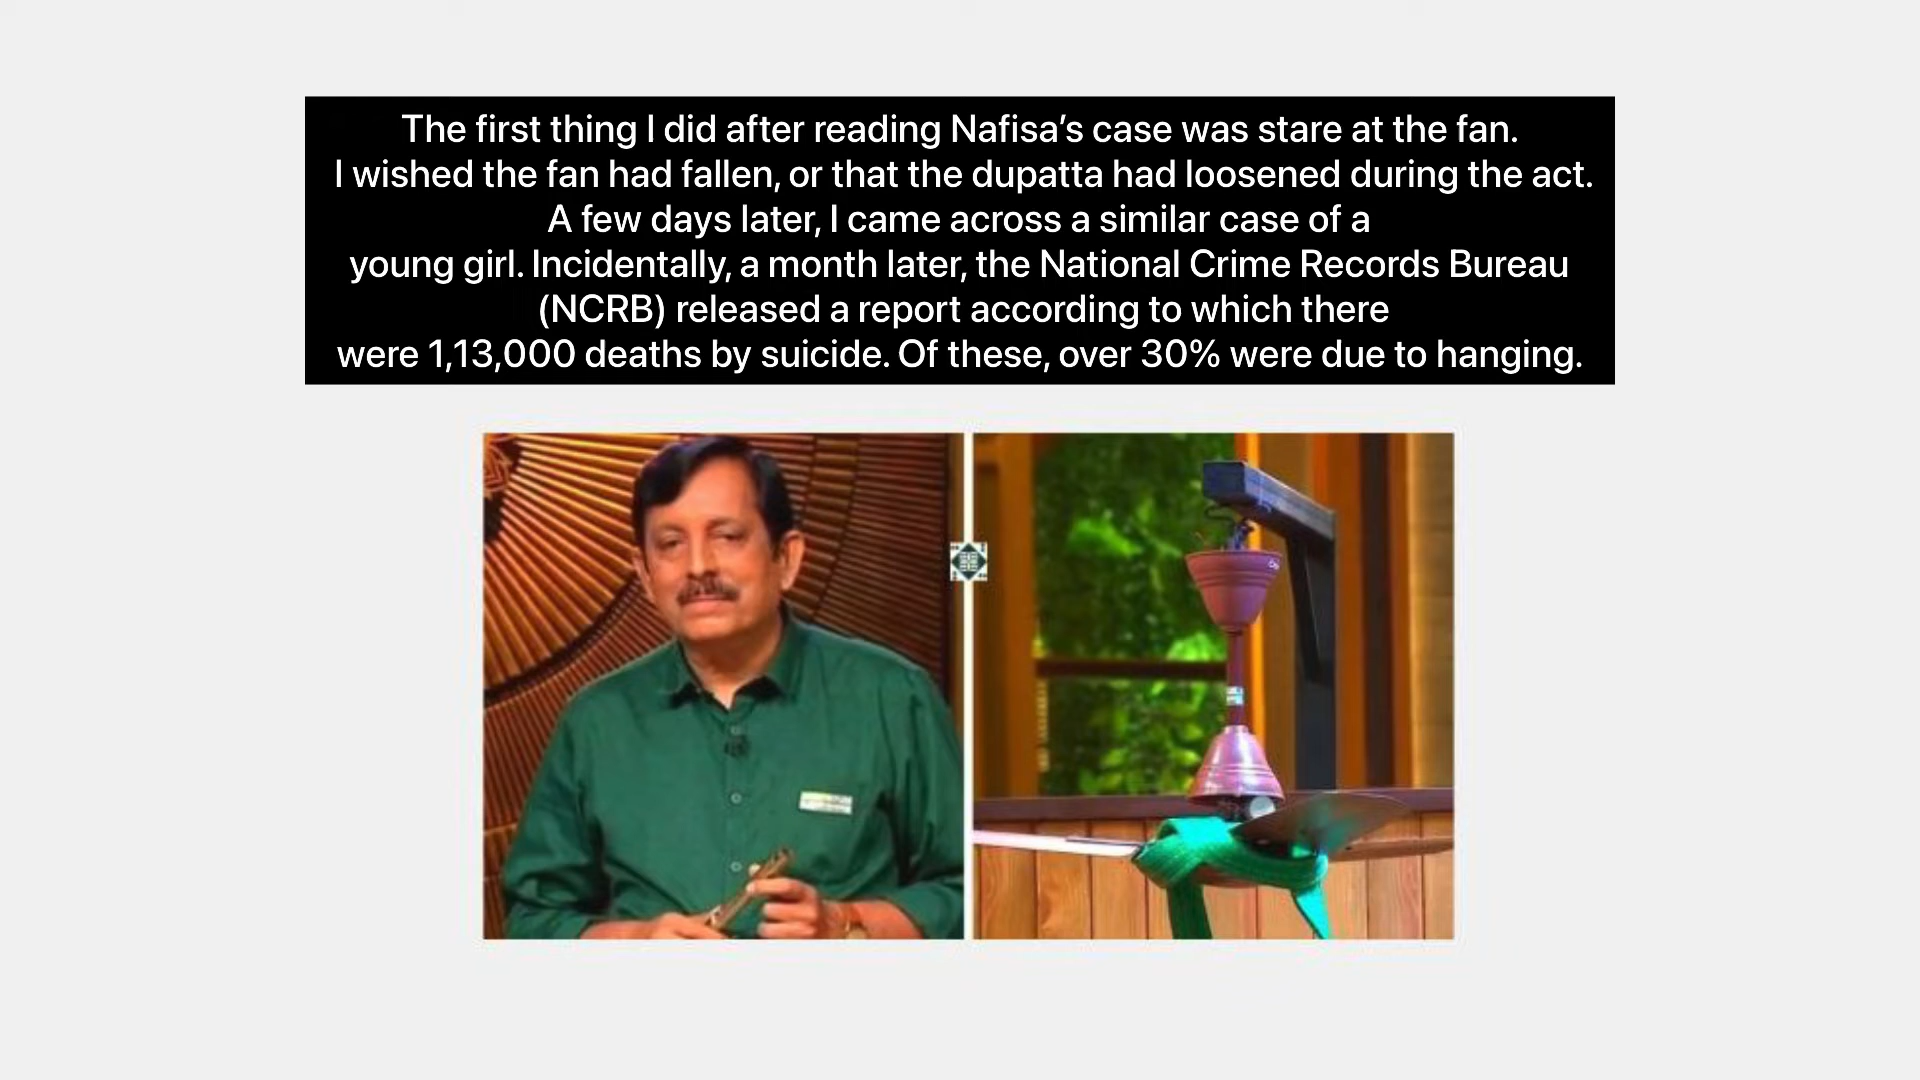 The first thing I did after reading Nafisa’s case was stare at the fan.
I wished the fan had fallen, or that the dupatta had loosened during the act.
A few days later, I came across a similar case of a
young girl. Incidentally, a month later, the National Crime Records Bureau
(NCRB) released a report according to which there
were 1,13,000 deaths by suicide. Of these, over 30% were due to hanging.